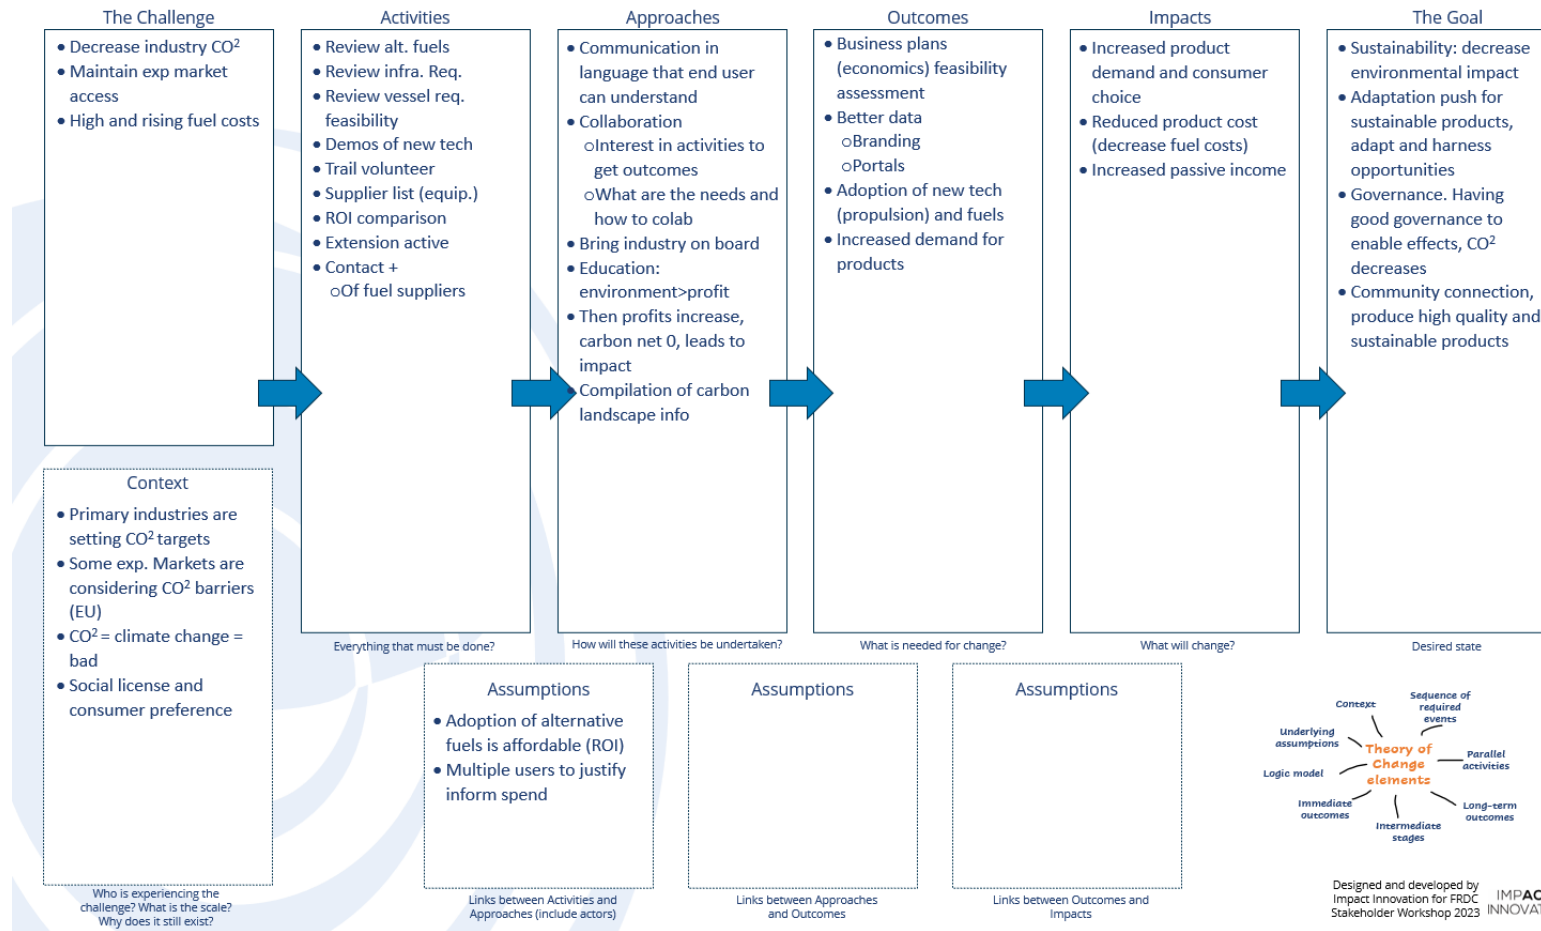 The Challenge
• Decrease industry CO²
• Maintain exp market
access
• High and rising fuel costs
Context
• Primary industries are
setting CO² targets
• Some exp. Markets are
considering CO² barriers
(EU)
• CO² = climate change =
bad
• Social license and
consumer preference
Who is experiencing the
challenge? What is the scale?
Why does it still exist?
Activities
• Review alt. fuels
• Review infra. Req.
• Review vessel req.
feasibility
• Demos of new tech
• Trail volunteer
• Supplier list (equip.)
• ROI comparison
• Extension active
• Contact +
oOf fuel suppliers
Everything that must be done?
Approaches
• Communication in
language that end user
can understand
• Collaboration
oInterest in activities to
get outcomes
oWhat are the needs and
how to colab
• Bring industry on board
• Education:
environment>profit
• Then profits increase,
carbon net 0, leads to
impact
• Compilation of carbon
landscape info
How will these activities be undertaken?
Outcomes
• Business plans
(economics) feasibility
assessment
• Better data
oBranding
oPortals
• Adoption of new tech
(propulsion) and fuels
• Increased demand for
products
What is needed for change?
Impacts
• Increased product
demand and consumer
choice
• Reduced product cost
(decrease fuel costs)
• Increased passive income
What will change?
The Goal
• Sustainability: decrease
environmental impact
• Adaptation push for
sustainable products,
adapt and harness
opportunities
• Governance. Having
good governance to
enable effects, CO²
decreases
• Community connection,
produce high quality and
sustainable products
Desired state
Assumptions
• Adoption of alternative
fuels is affordable (ROI)
• Multiple users to justify
inform spend
Links between Activities and
Approaches (include actors)
Assumptions
Links between Approaches
and Outcomes
Assumptions
Links between Outcomes and
Impacts
Theory of
Change
elements
Context
Sequence of
required
events
Parallel
activities
Long-term
outcomes
Intermediate
stages
Immediate
outcomes
Logic model
Underlying
assumptions
Designed and developed by
Impact Innovation for FRDC
Stakeholder Workshop 2023
IMPAC
INNOVAT